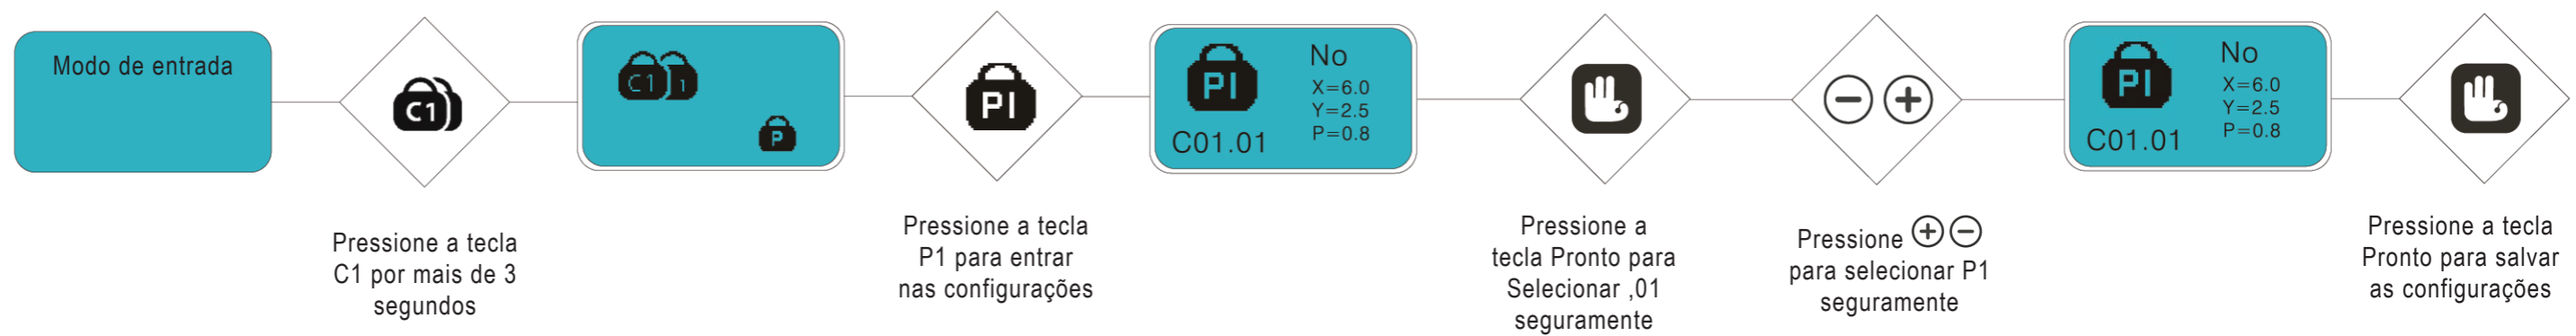 Modo de entrada
C1
Pressione a tecla
C1 por mais de 3
segundos
C1 1
P
PI
Pressione a tecla
P1 para entrar
nas configurações
PI
No
X=6.0
Y=2.5
P=0.8
C01.01
Pressione a
tecla Pronto para
Selecionar ,01
seguramente
Pressione ⊕⊖
para selecionar P1
seguramente
PI
No
X=6.0
Y=2.5
P=0.8
C01.01
Pressione a tecla
Pronto para salvar
as configurações